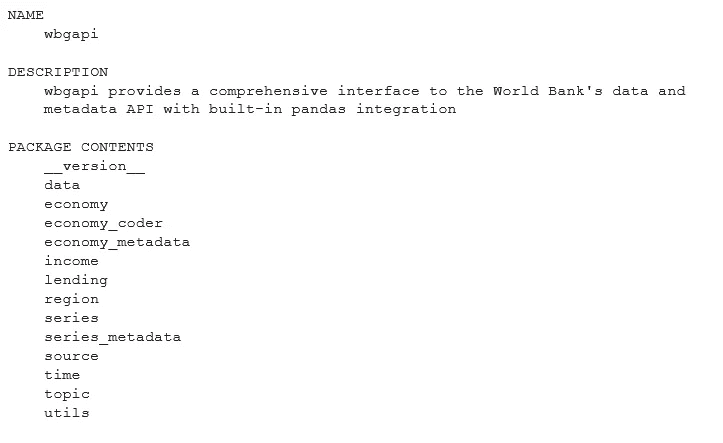 NAME
    wbgapi

DESCRIPTION
    wbgapi provides a comprehensive interface to the World Bank's data and
    metadata API with built-in pandas integration

PACKAGE CONTENTS
    __version__
    data
    economy
    economy_coder
    economy_metadata
    income
    lending
    region
    series
    series_metadata
    source
    time
    topic
    utils